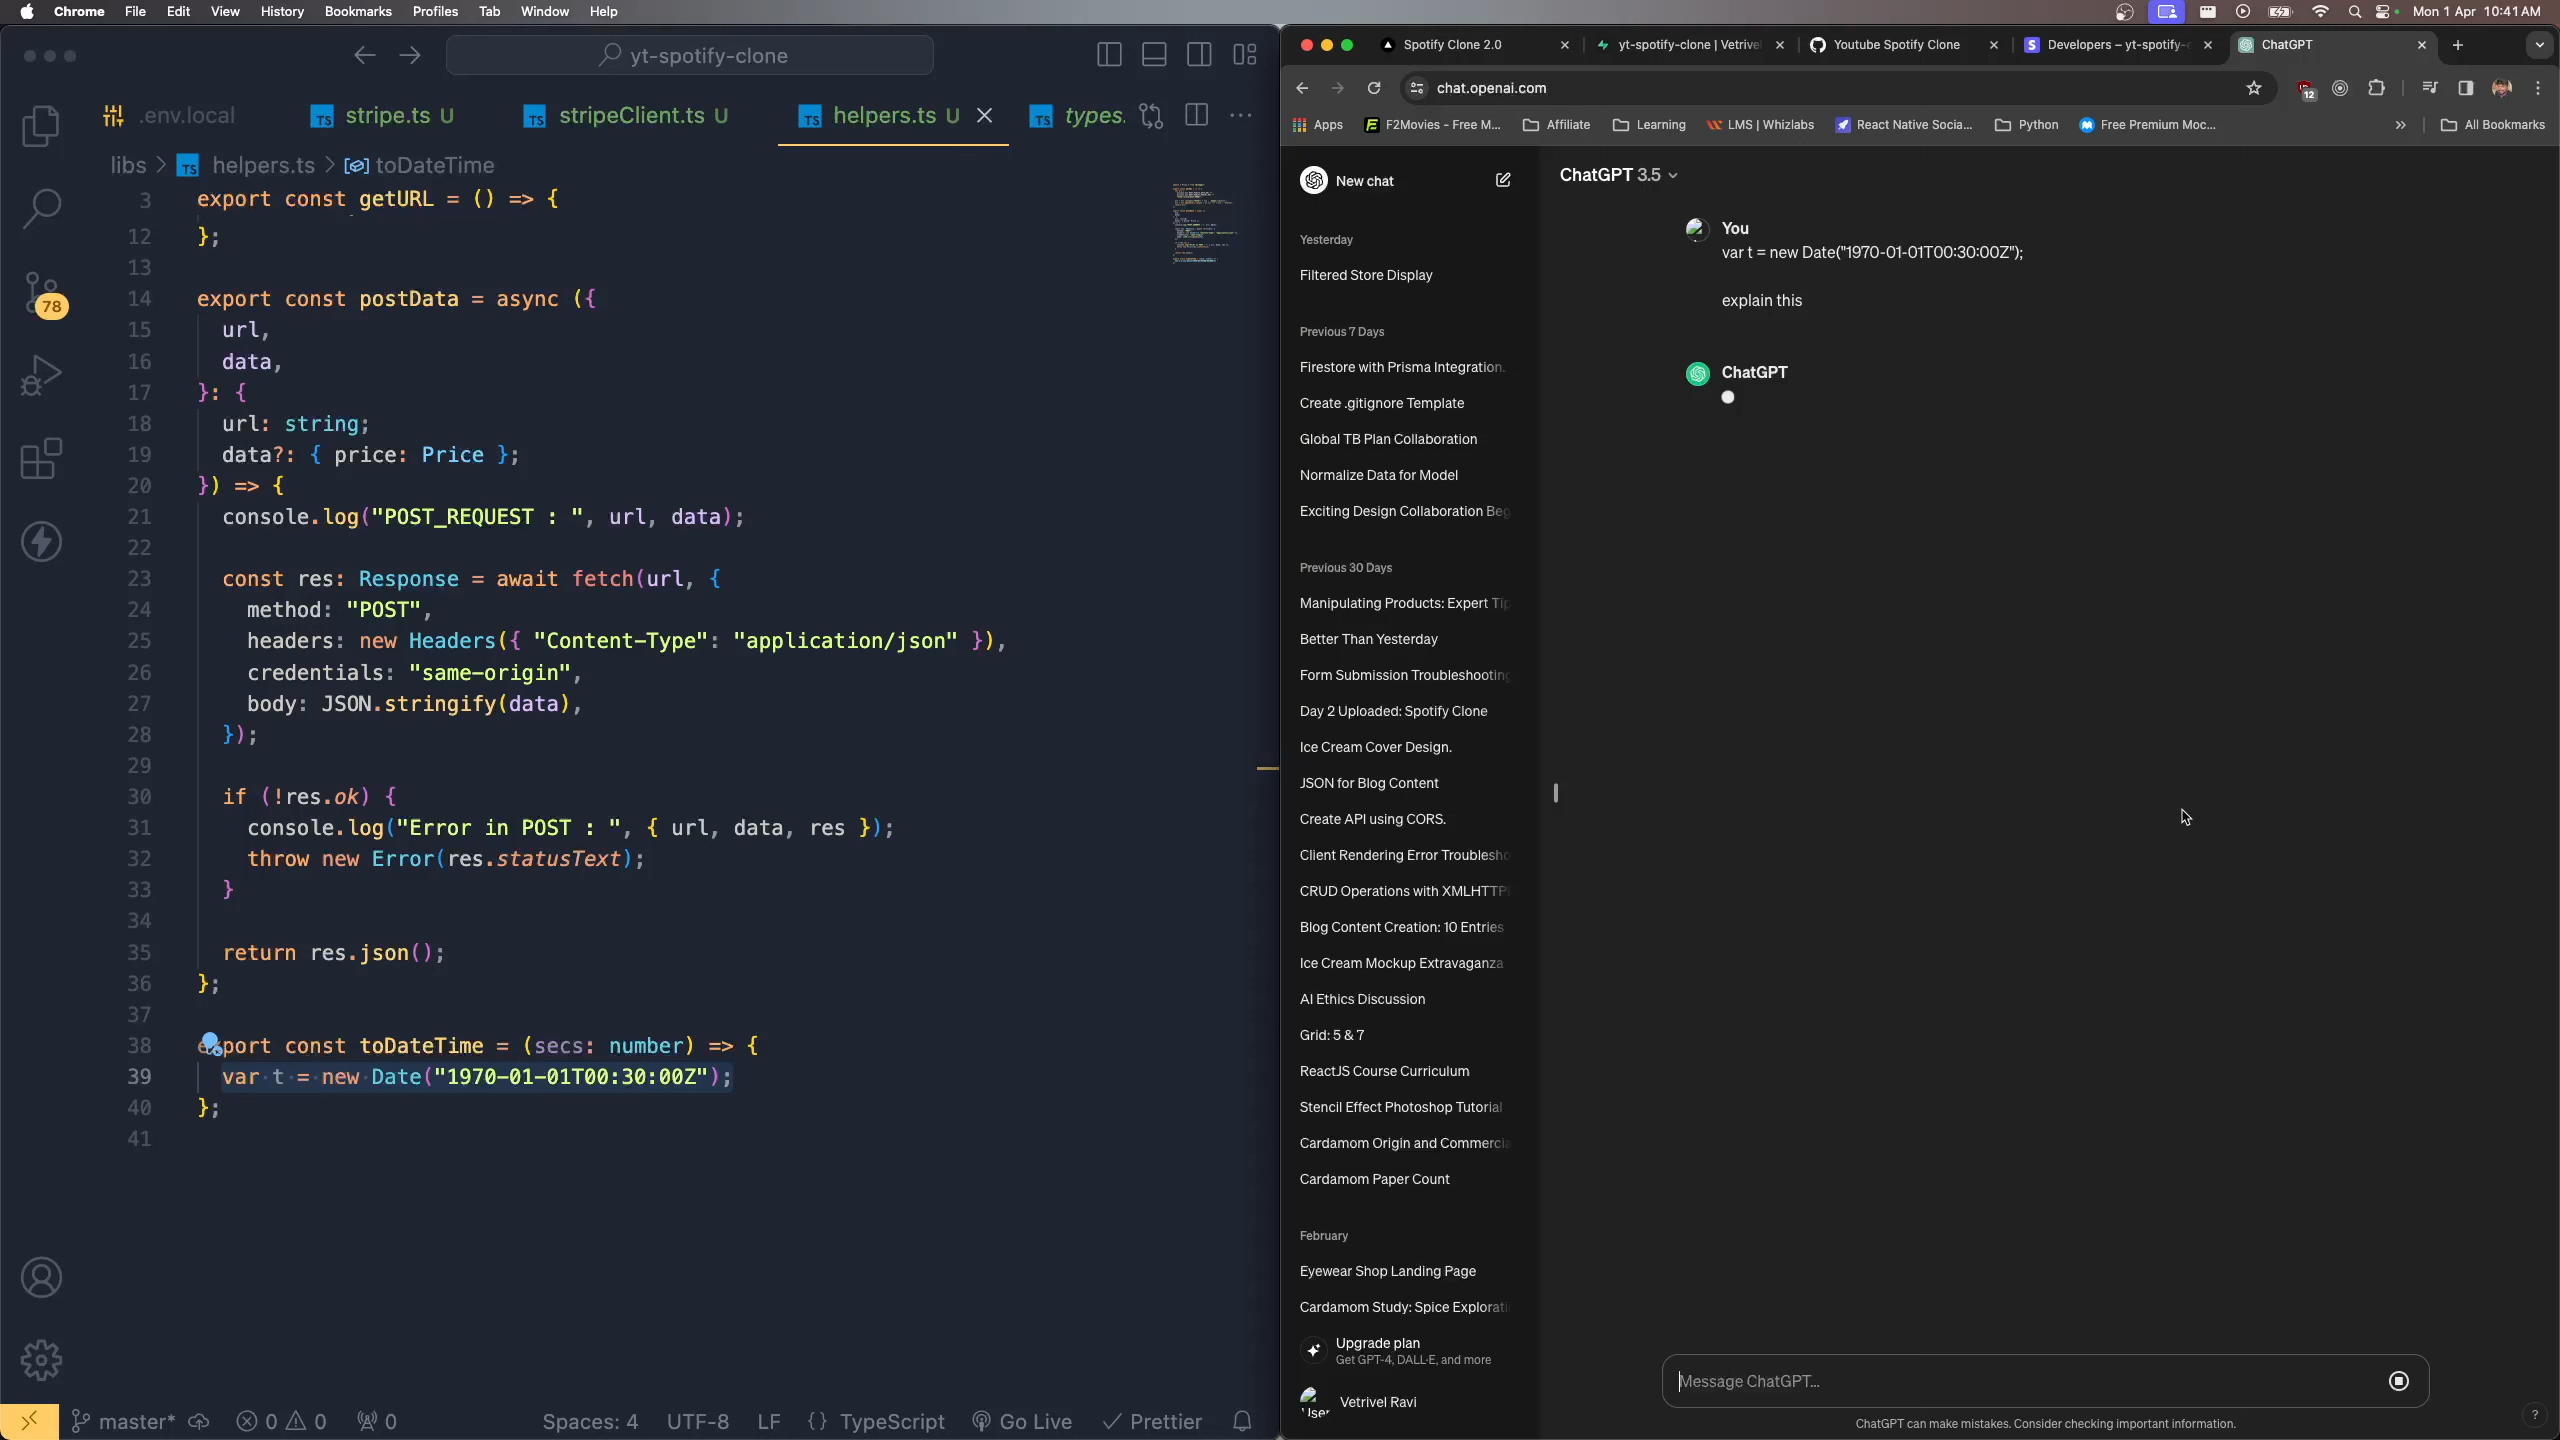 Chrome File Edit View History Bookmarks Profiles Tab Window Help
Mon 1 Apr 10:41 AM
yt-spotify-clone
.env.local
TS stripe.ts U
TS stripeClient.ts U
TS helpers.ts U
TS types.
libs > TS helpers.ts > toDateTime
3 export const getURL = () => {
12 };
13
14 export const postData = async ({
15 url,
16 data,
17 }: {
18 url: string;
19 data?: { price: Price };
20 }) => {
21 console.log("POST_REQUEST : ", url, data);
22
23 const res: Response = await fetch(url, {
24 method: "POST",
25 headers: new Headers({ "Content-Type": "application/json" }),
26 credentials: "same-origin",
27 body: JSON.stringify(data),
28 });
29
30 if (!res.ok) {
31 console.log("Error in POST : ", { url, data, res });
32 throw new Error(res.statusText);
33 }
34
35 return res.json();
36 };
37
38 export const toDateTime = (secs: number) => {
39 var t = new Date("1970-01-01T00:30:00Z");
40 };
41
78
master* 0 0 0 Spaces: 4 UTF-8 LF {} TypeScript Go Live Prettier
Spotify Clone 2.0
yt-spotify-clone | Vetrive
Youtube Spotify Clone
Developers – yt-spotify-c
ChatGPT
chat.openai.com
12
Apps
F2Movies - Free M...
Affiliate
Learning
LMS | Whizlabs
React Native Socia...
Python
Free Premium Moc...
» All Bookmarks
New chat
Yesterday
Filtered Store Display
Previous 7 Days
Firestore with Prisma Integration.
Create .gitignore Template
Global TB Plan Collaboration
Normalize Data for Model
Exciting Design Collaboration Beg
Previous 30 Days
Manipulating Products: Expert Tip
Better Than Yesterday
Form Submission Troubleshooting
Day 2 Uploaded: Spotify Clone
Ice Cream Cover Design.
JSON for Blog Content
Create API using CORS.
Client Rendering Error Troublesho
CRUD Operations with XMLHTTP
Blog Content Creation: 10 Entries
Ice Cream Mockup Extravaganza
AI Ethics Discussion
Grid: 5 & 7
ReactJS Course Curriculum
Stencil Effect Photoshop Tutorial
Cardamom Origin and Commercia
Cardamom Paper Count
February
Eyewear Shop Landing Page
Cardamom Study: Spice Explorati
Upgrade plan
Get GPT-4, DALL·E, and more
User
Vetrivel Ravi
ChatGPT 3.5
You
var t = new Date("1970-01-01T00:30:00Z");
explain this
ChatGPT
Message ChatGPT...
ChatGPT can make mistakes. Consider checking important information.
?